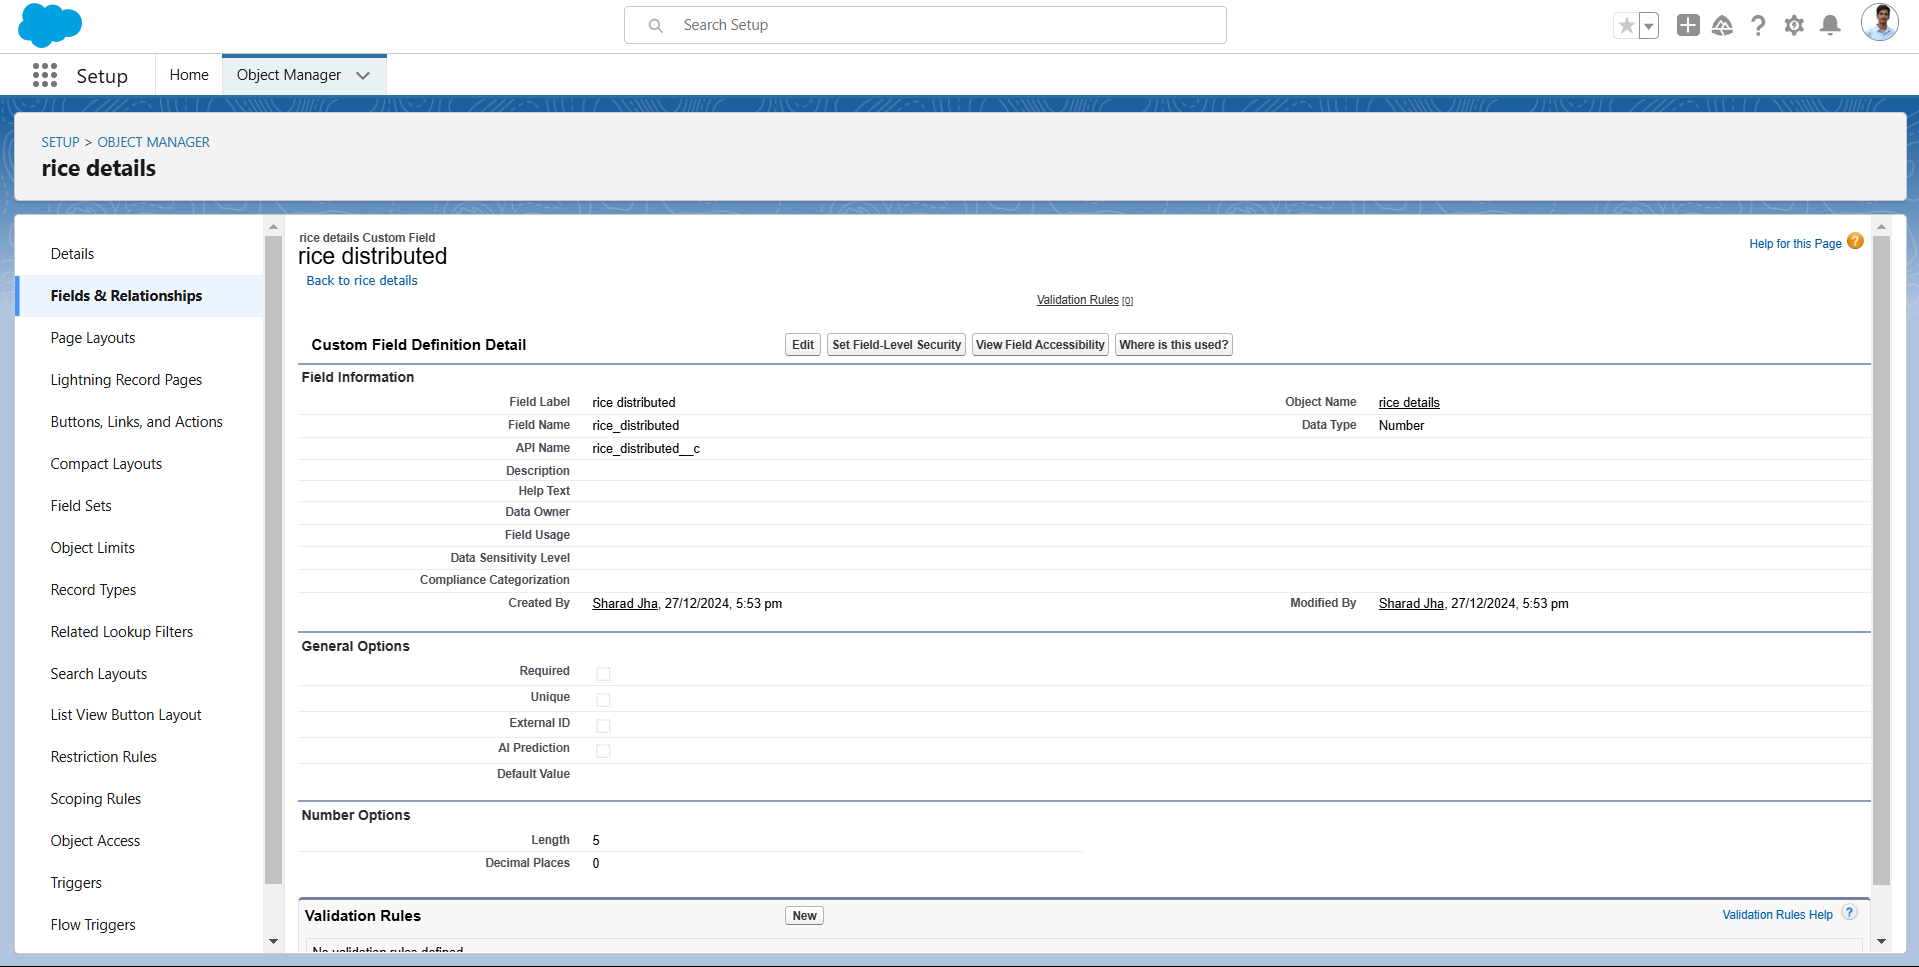 Search Setup
Setup
Home
Object Manager
SETUP > OBJECT MANAGER
rice details
Details
Fields & Relationships
Page Layouts
Lightning Record Pages
Buttons, Links, and Actions
Compact Layouts
Field Sets
Object Limits
Record Types
Related Lookup Filters
Search Layouts
List View Button Layout
Restriction Rules
Scoping Rules
Object Access
Triggers
Flow Triggers
rice details Custom Field
rice distributed
Back to rice details
Help for this Page ?
Validation Rules [0]
Custom Field Definition Detail
Edit
Set Field-Level Security
View Field Accessibility
Where is this used?
Field Information
Field Label rice distributed Object Name rice details
Field Name rice_distributed Data Type Number
API Name rice_distributed__c
Description
Help Text
Data Owner
Field Usage
Data Sensitivity Level
Compliance Categorization
Created By Sharad Jha, 27/12/2024, 5:53 pm Modified By Sharad Jha, 27/12/2024, 5:53 pm
General Options
Required
Unique
External ID
AI Prediction
Default Value
Number Options
Length 5
Decimal Places 0
Validation Rules
New
Validation Rules Help ?
No validation rules defined